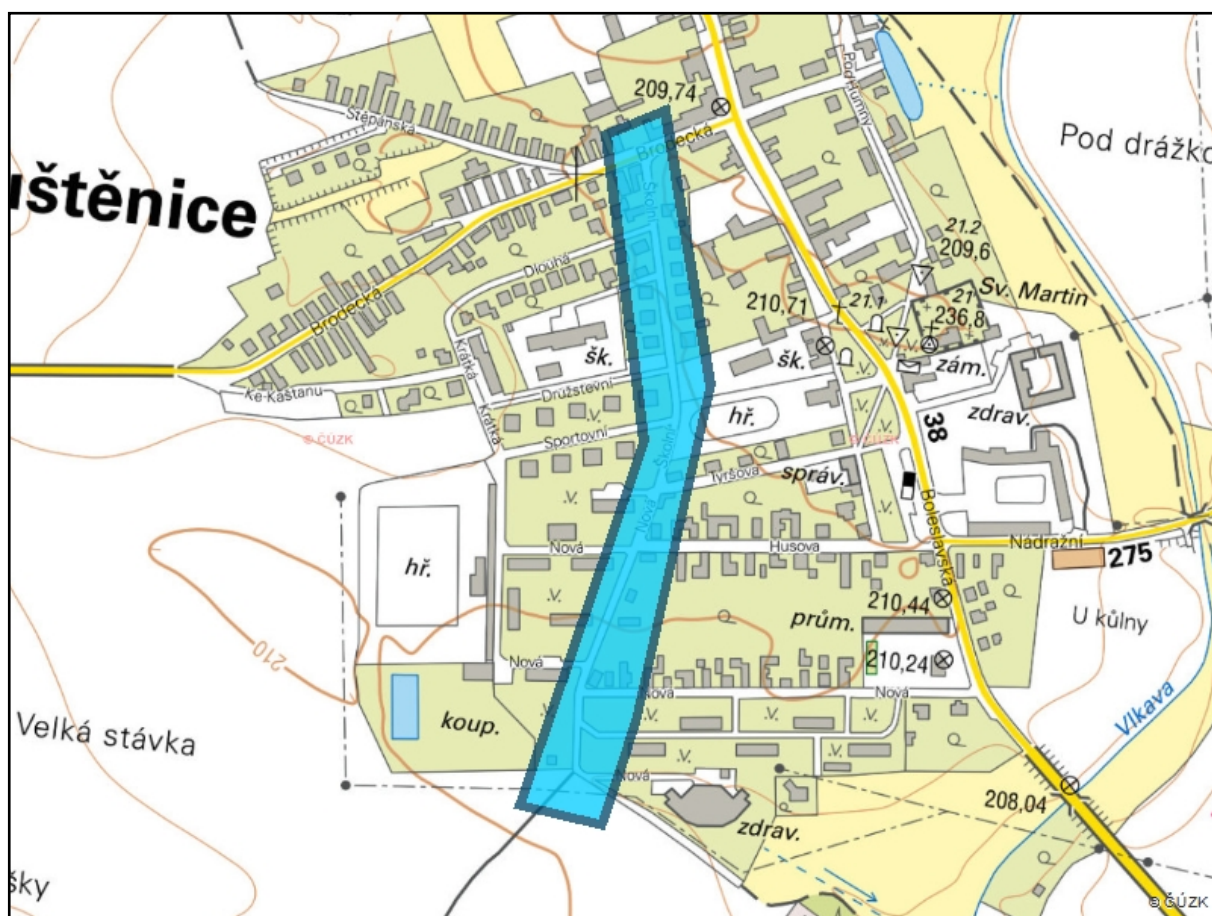 209,74
Pod Humny
Štěpánská
Brodecká
Pod drážko
uštěnice
Školní
21.2
209,6
Dlouhá
Sv. Martin
Brodecká
210,71
21.1
21
236,8
Krátká
šk.
šk.
zám.
Ke Kaštanu
Družstevní
Krátká
hř.
38
zdrav.
© ČÚZK
Sportovní
Školní
© ČÚZK
Tyršova
správ.
Boleslavská
Nová
Nová
Husova
Nádražní
275
hř.
210
prům.
210,44
U kůlny
Nová
210,24
Nová
Nová
koup.
Velká stávka
Vlkava
Nová
208,04
zdrav.
šky
© ČÚZK